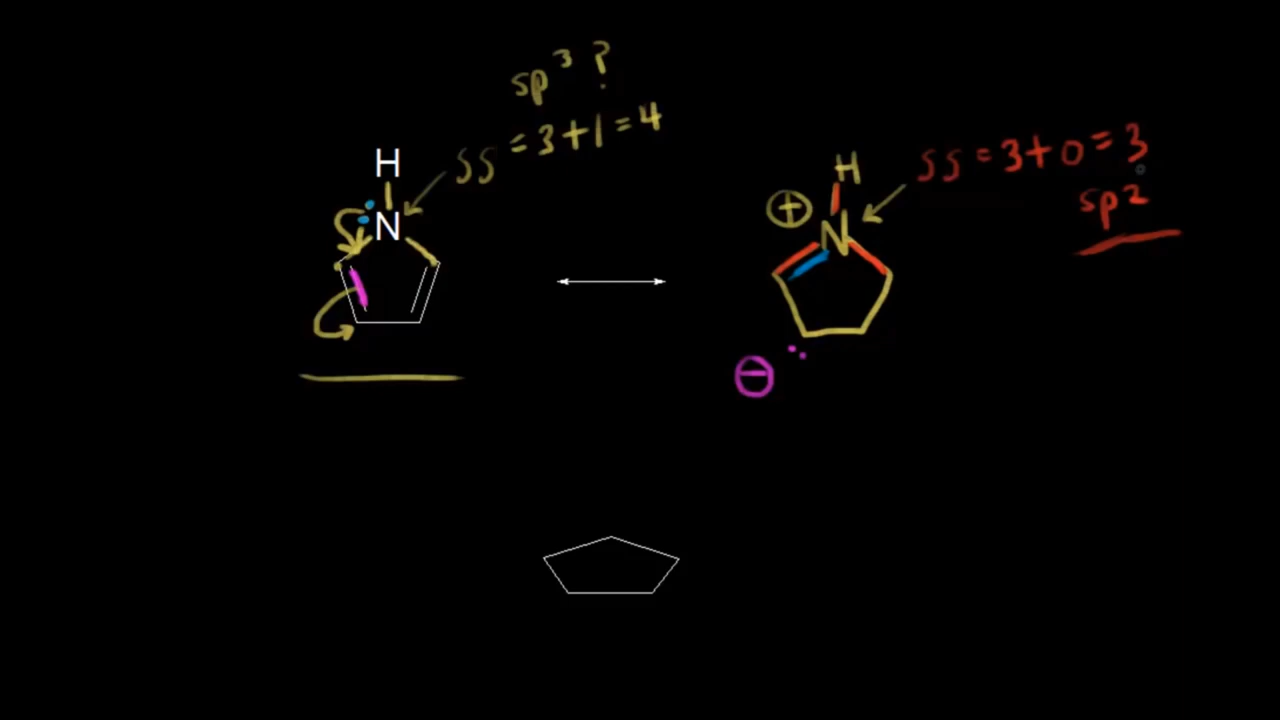 sp³ ?
SS = 3+1 = 4
H
N
H
⊕ N
SS = 3+0 = 3
sp²
⊖